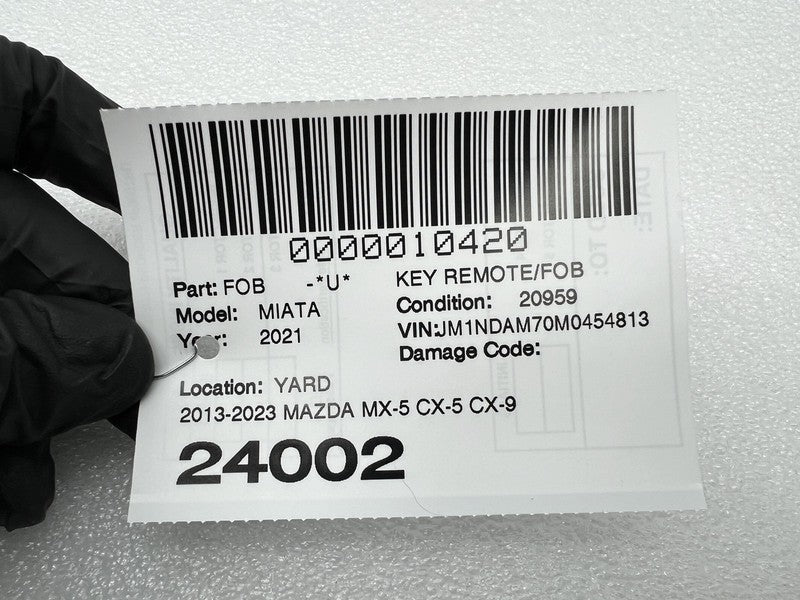 0000010420
Part: FOB -*U* KEY REMOTE/FOB
Model: MIATA Condition: 20959
Year: 2021 VIN:JM1NDAM70M0454813
Damage Code:
Location: YARD
2013-2023 MAZDA MX-5 CX-5 CX-9
24002